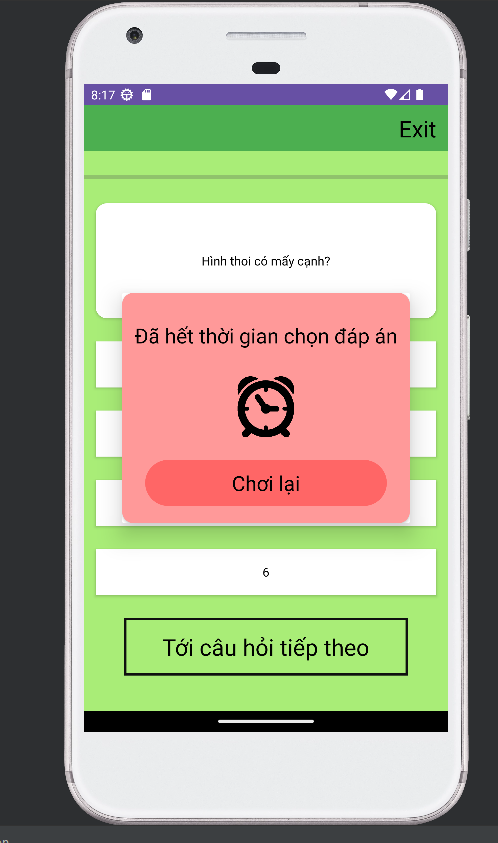 8:17
Exit
Hình thoi có mấy cạnh?
Đã hết thời gian chọn đáp án
Chơi lại
6
Tới câu hỏi tiếp theo